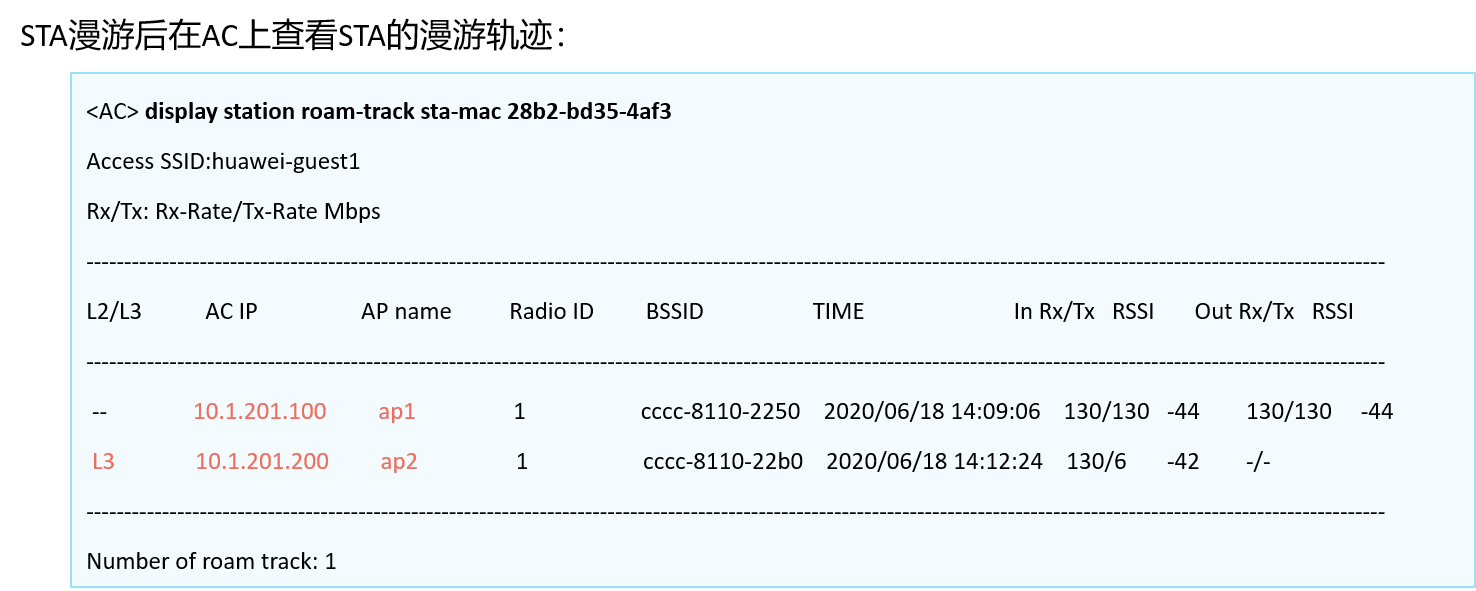 STA漫游后在AC上查看STA的漫游轨迹：
<AC> display station roam-track sta-mac 28b2-bd35-4af3
Access SSID:huawei-guest1
Rx/Tx: Rx-Rate/Tx-Rate Mbps
------------------------------------------------------------------------------------------------------------------------------------------------------
L2/L3 AC IP AP name Radio ID BSSID TIME In Rx/Tx RSSI Out Rx/Tx RSSI
------------------------------------------------------------------------------------------------------------------------------------------------------
-- 10.1.201.100 ap1 1 cccc-8110-2250 2020/06/18 14:09:06 130/130 -44 130/130 -44
L3 10.1.201.200 ap2 1 cccc-8110-22b0 2020/06/18 14:12:24 130/6 -42 -/-
------------------------------------------------------------------------------------------------------------------------------------------------------
Number of roam track: 1